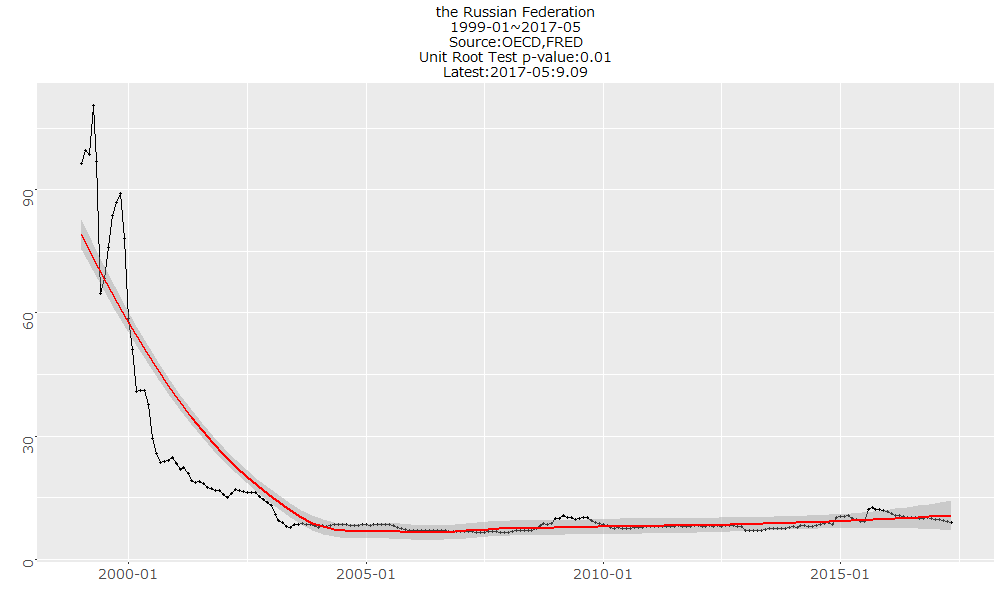 the Russian Federation
1999-01~2017-05
Source:OECD,FRED
Unit Root Test p-value:0.01
Latest:2017-05:9.09
90
60
30
0
2000-01
2005-01
2010-01
2015-01